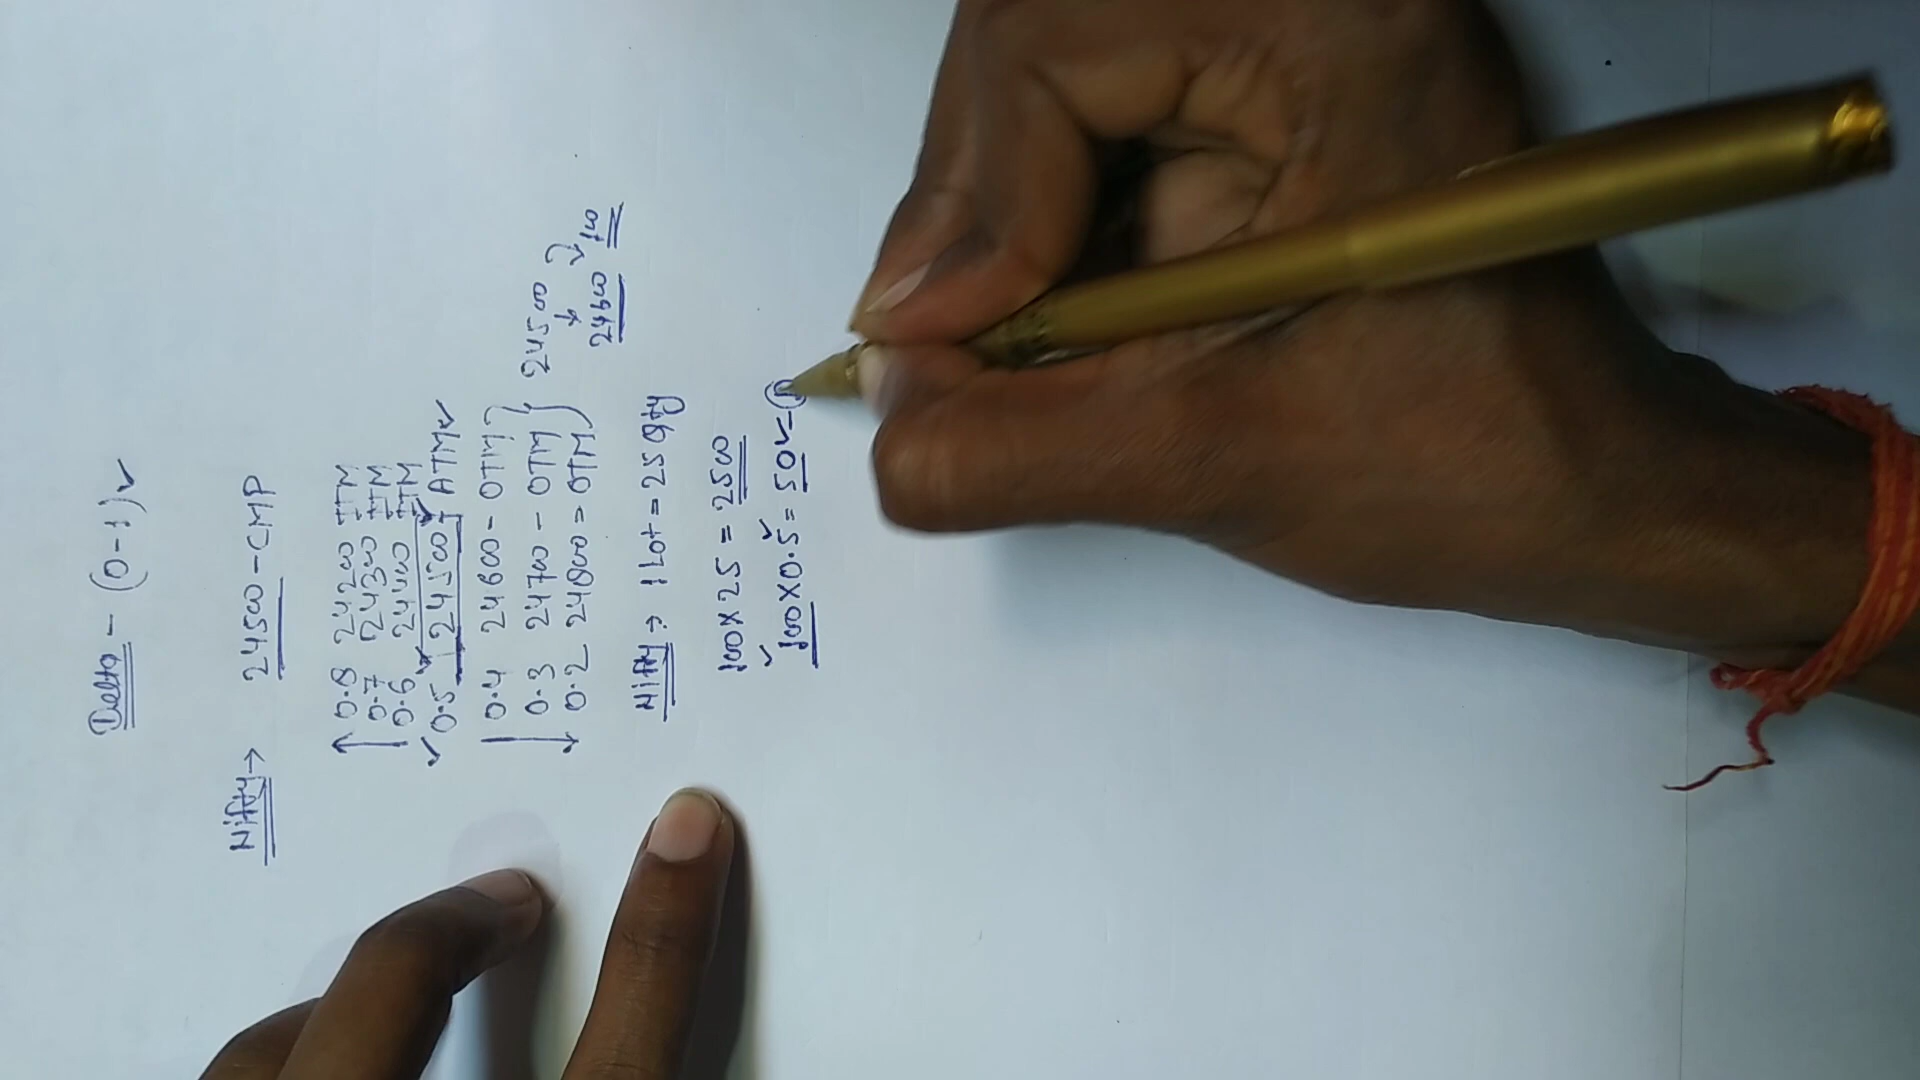 Delta - (0-1) ✓
Nifty → 24500 - CMP
↑ 0.8 24200 ITM
0.7 24300 ITM
0.6 24400 ITM
✓ 0.5 24500 ATM ✓
0.4 24600 - OTM
0.3 24700 - OTM
0.2 24800 = OTM
24500
↓
24600 100
Nifty → 1 Lot = 25 Qty
100 X 25 = 2500
100 X 0.5 = 50 ✓ -